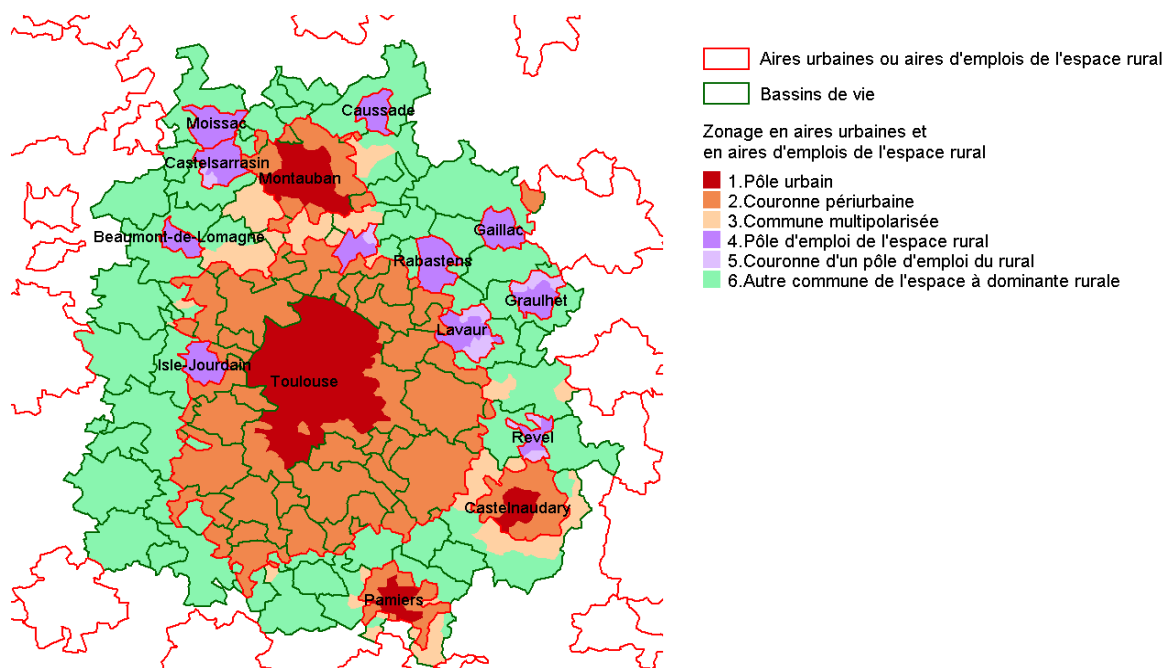 Aires urbaines ou aires d'emplois de l'espace rural
Bassins de vie
Zonage en aires urbaines et
en aires d'emplois de l'espace rural
1.Pôle urbain
2.Couronne périurbaine
3.Commune multipolarisée
4.Pôle d'emploi de l'espace rural
5.Couronne d'un pôle d'emploi du rural
6.Autre commune de l'espace à dominante rurale
Caussade
Moissac
Castelsarrasin
Montauban
Gaillac
Beaumont-de-Lomagne
Rabastens
Graulhet
Lavaur
Isle-Jourdain
Toulouse
Revel
Castelnaudary
Pamiers